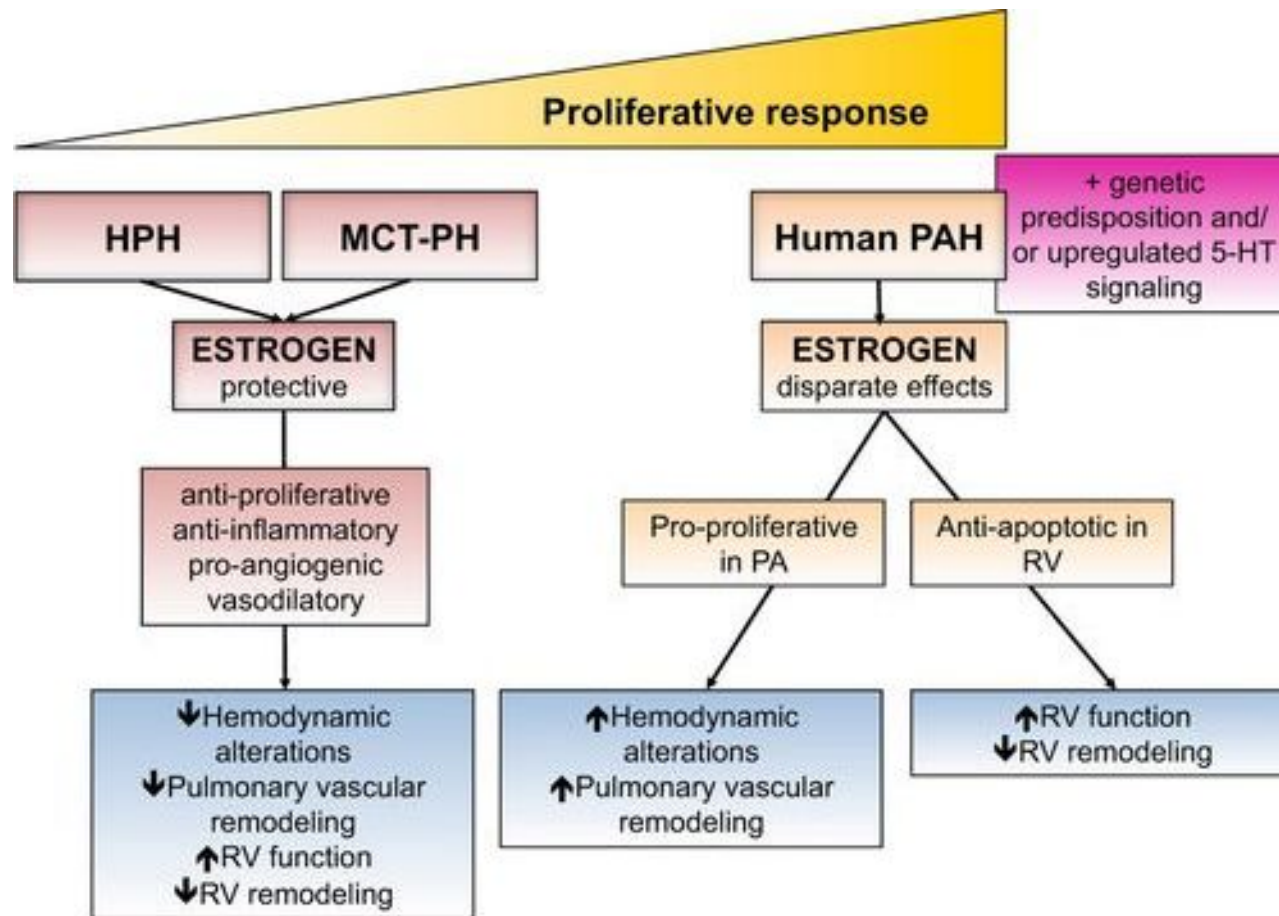 Proliferative response
HPH
MCT-PH
Human PAH
+ genetic
predisposition and/
or upregulated 5-HT
signaling
ESTROGEN
protective
ESTROGEN
disparate effects
anti-proliferative
anti-inflammatory
pro-angiogenic
vasodilatory
Pro-proliferative
in PA
Anti-apoptotic in
RV
🡻Hemodynamic
alterations
🡻Pulmonary vascular
remodeling
🡹RV function
🡻RV remodeling
🡹Hemodynamic
alterations
🡹Pulmonary vascular
remodeling
🡹RV function
🡻RV remodeling